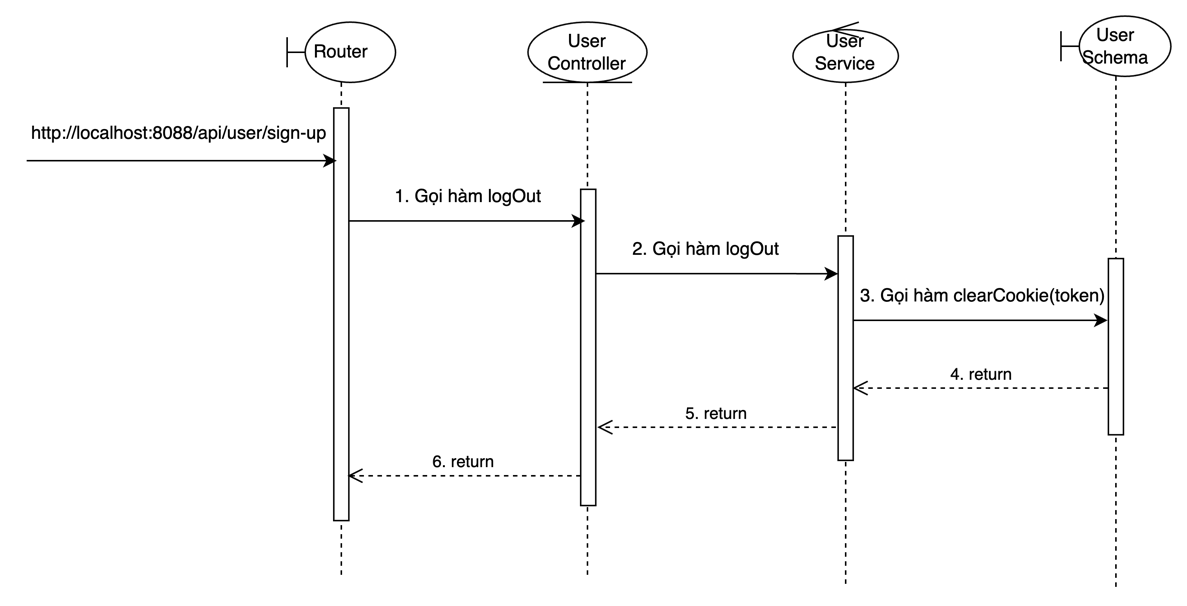 Router
User
Controller
User
Service
User
Schema
http://localhost:8088/api/user/sign-up
1. Gọi hàm logOut
2. Gọi hàm logOut
3. Gọi hàm clearCookie(token)
4. return
5. return
6. return